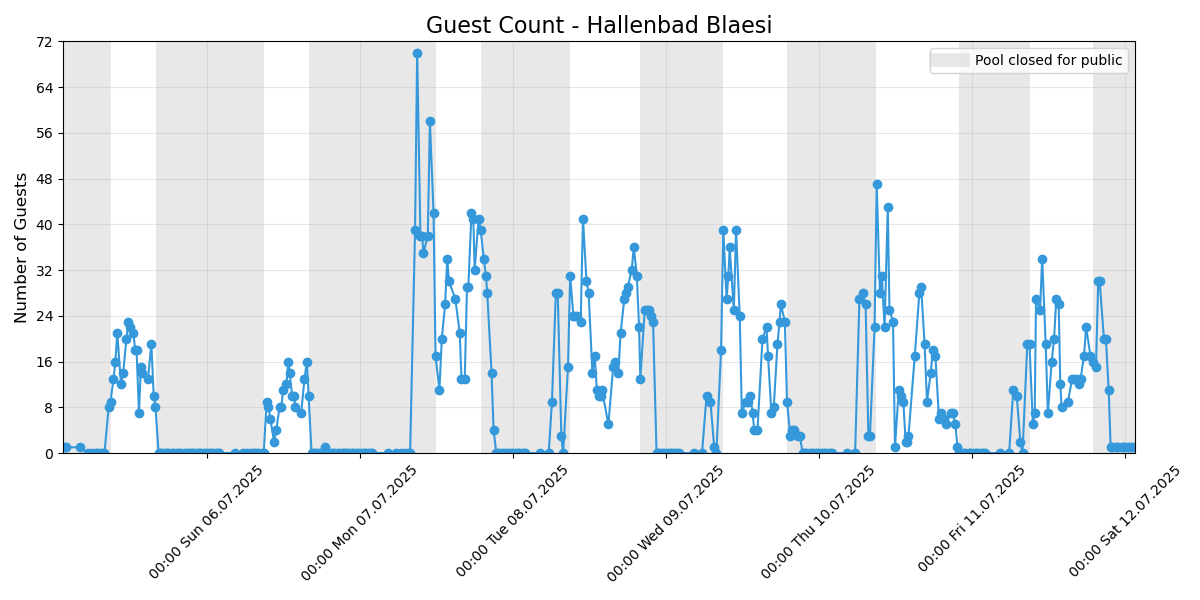 Guest Count - Hallenbad Blaesi
Pool closed for public
Number of Guests
72
64
56
48
40
32
24
16
8
0
00:00 Sun 06.07.2025
00:00 Mon 07.07.2025
00:00 Tue 08.07.2025
00:00 Wed 09.07.2025
00:00 Thu 10.07.2025
00:00 Fri 11.07.2025
00:00 Sat 12.07.2025